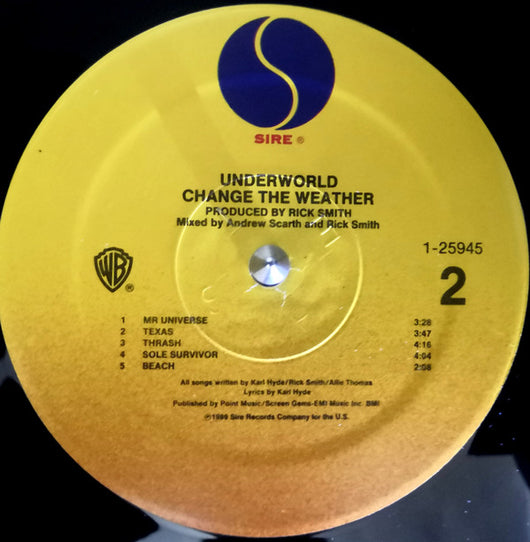 SIRE ®
UNDERWORLD
CHANGE THE WEATHER
PRODUCED BY RICK SMITH
Mixed by Andrew Scarth and Rick Smith
1-25945
WB ®
2
1 MR UNIVERSE 3:28
2 TEXAS 3:47
3 THRASH 4:16
4 SOLE SURVIVOR 4:04
5 BEACH 2:08
All songs written by Karl Hyde/Rick Smith/Alfie Thomas
Lyrics by Karl Hyde
Published by Point Music/Screen Gems-EMI Music Inc. BMI
℗1989 Sire Records Company for the U.S.